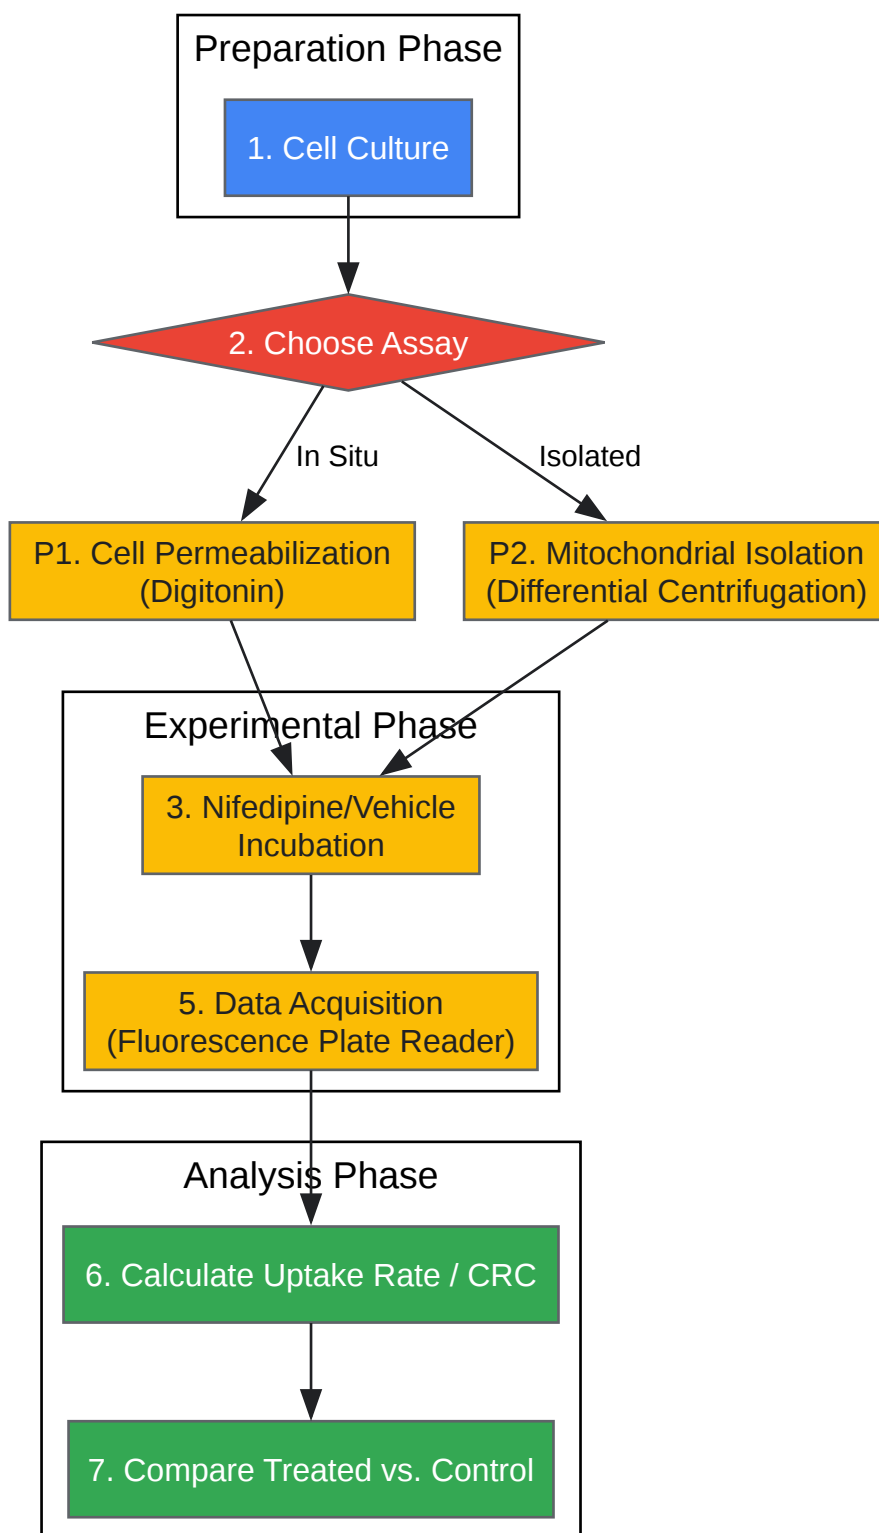 Preparation Phase
1. Cell Culture
2. Choose Assay
In Situ
Isolated
P1. Cell Permeabilization
(Digitonin)
P2. Mitochondrial Isolation
(Differential Centrifugation)
Experimental Phase
3. Nifedipine/Vehicle
Incubation
5. Data Acquisition
(Fluorescence Plate Reader)
Analysis Phase
6. Calculate Uptake Rate / CRC
7. Compare Treated vs. Control